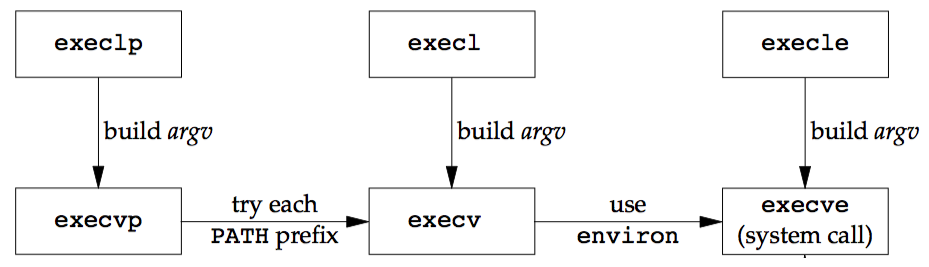 execlp
execl
execle
build argv
build argv
build argv
execvp
try each
PATH prefix
execv
use
environ
execve
(system call)